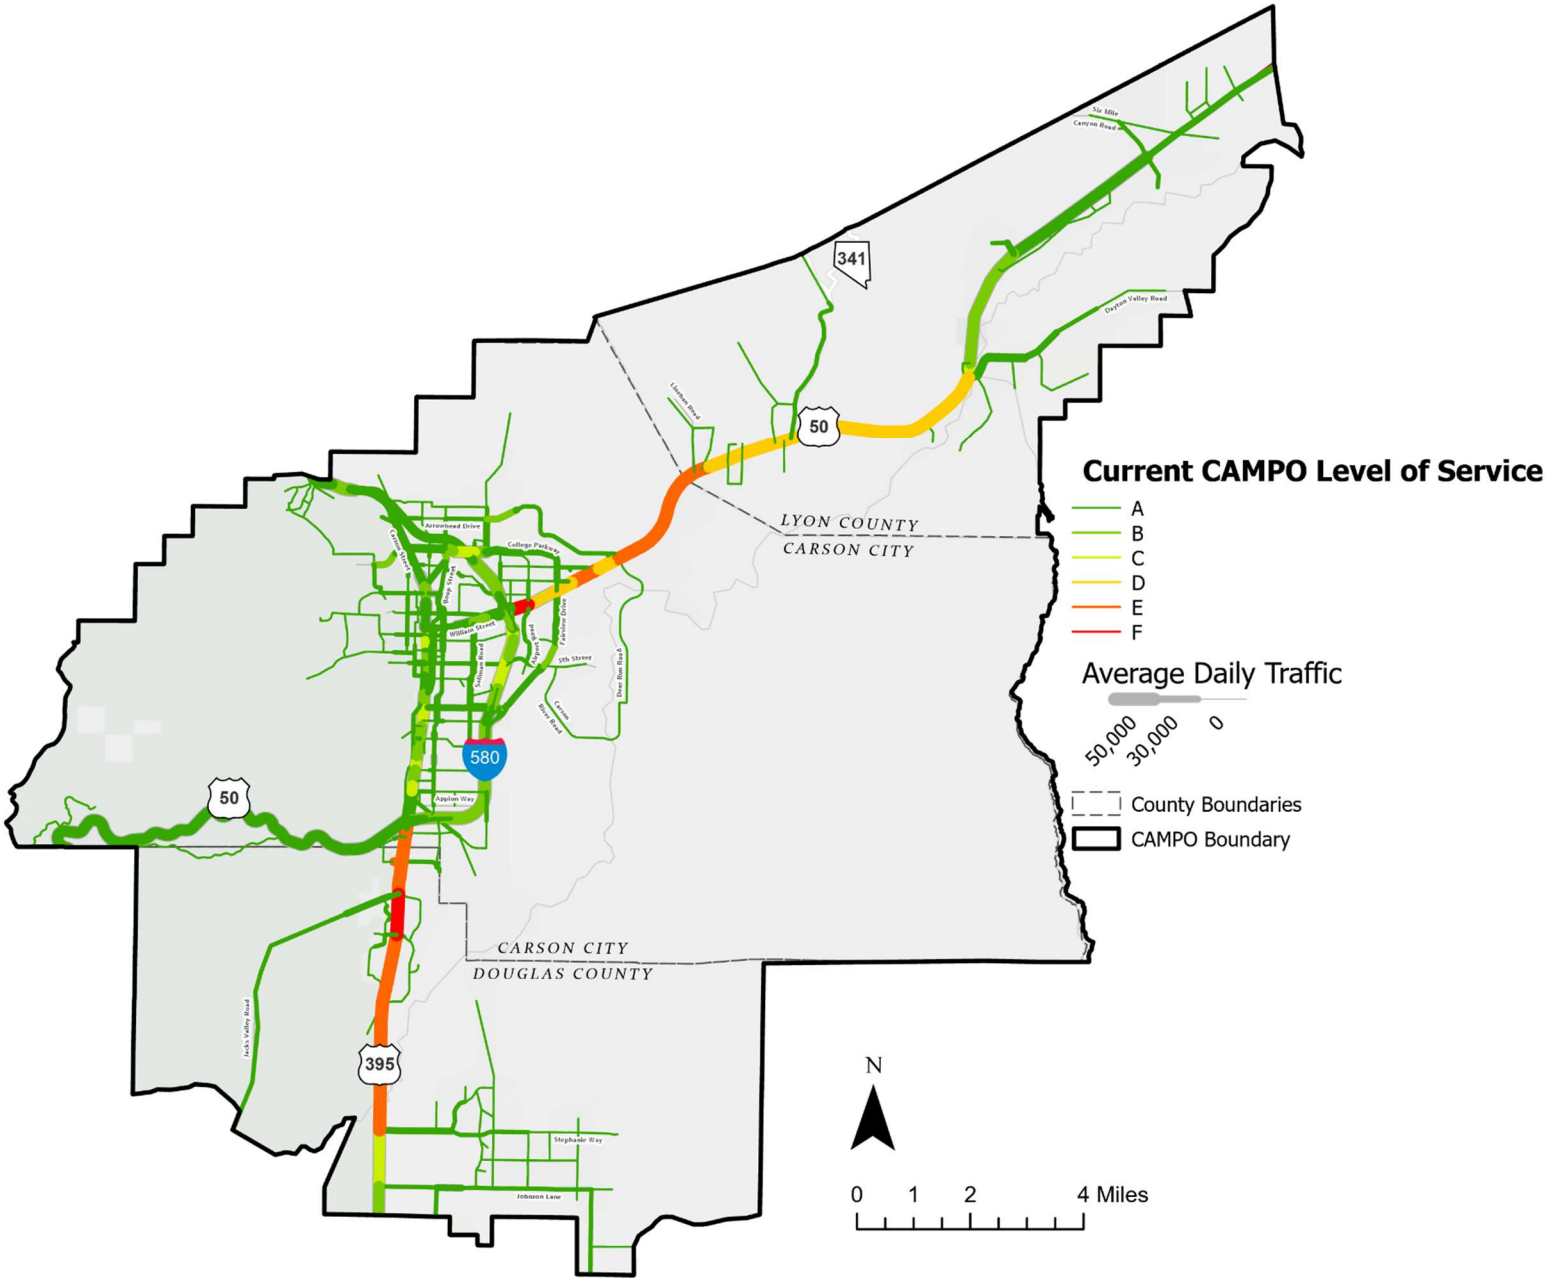 Six Mile
Canyon Road
341
Dayton Valley Road
Linehan Road
50
Current CAMPO Level of Service
A
B
C
D
E
F
LYON COUNTY
CARSON CITY
Arrowhead Drive
College Parkway
Carson Street
Roop Street
William Street
Fairview Drive
Airport Road
5th Street
Saliman Road
Deer Run Road
Carson
River Road
Average Daily Traffic
50,000
30,000
0
580
50
Applon Way
County Boundaries
CAMPO Boundary
CARSON CITY
DOUGLAS COUNTY
Jacks Valley Road
395
N
Stephanie Way
Johnson Lane
0 1 2 4 Miles